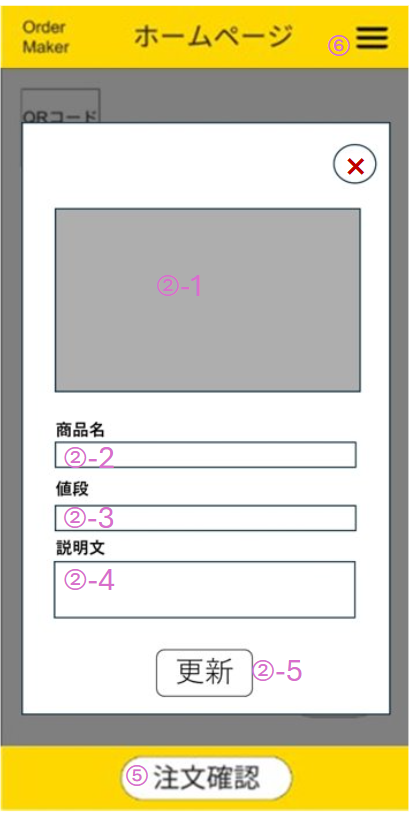 Order
Maker
ホームページ
⑥
QRコード
×
②-1
商品名
②-2
値段
②-3
説明文
②-4
更新
②-5
⑤
注文確認